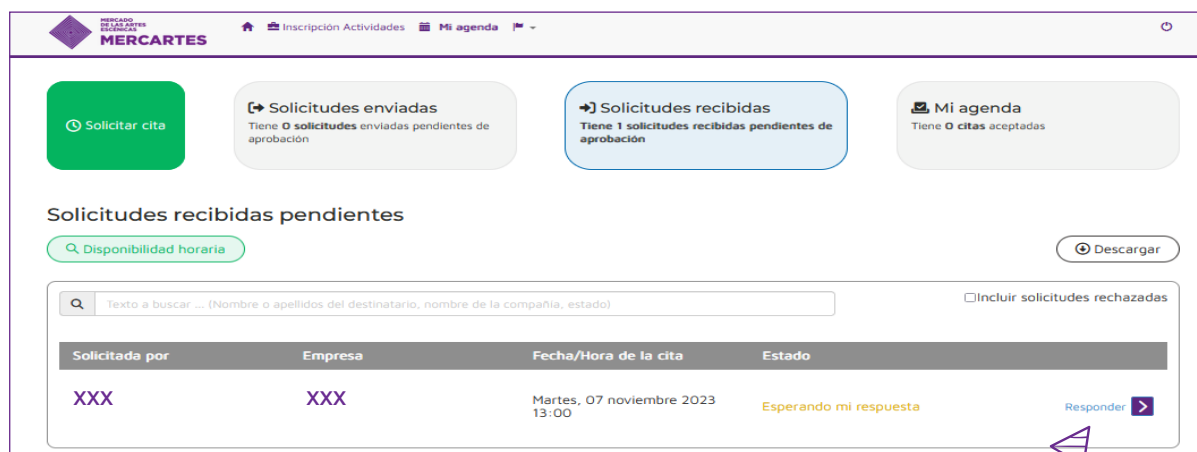 MERCADO
DE LAS ARTES
ESCÉNICAS
MERCARTES
Inscripción Actividades Mi agenda
Solicitar cita
Solicitudes enviadas
Tiene 0 solicitudes enviadas pendientes de
aprobación
Solicitudes recibidas
Tiene 1 solicitudes recibidas pendientes de
aprobación
Mi agenda
Tiene 0 citas aceptadas
Solicitudes recibidas pendientes
Disponibilidad horaria
Descargar
Texto a buscar ... (Nombre o apellidos del destinatario, nombre de la compañia, estado)
Incluir solicitudes rechazadas
Solicitada por Empresa Fecha/Hora de la cita Estado
XXX XXX Martes, 07 noviembre 2023
13:00
Esperando mi respuesta
Responder